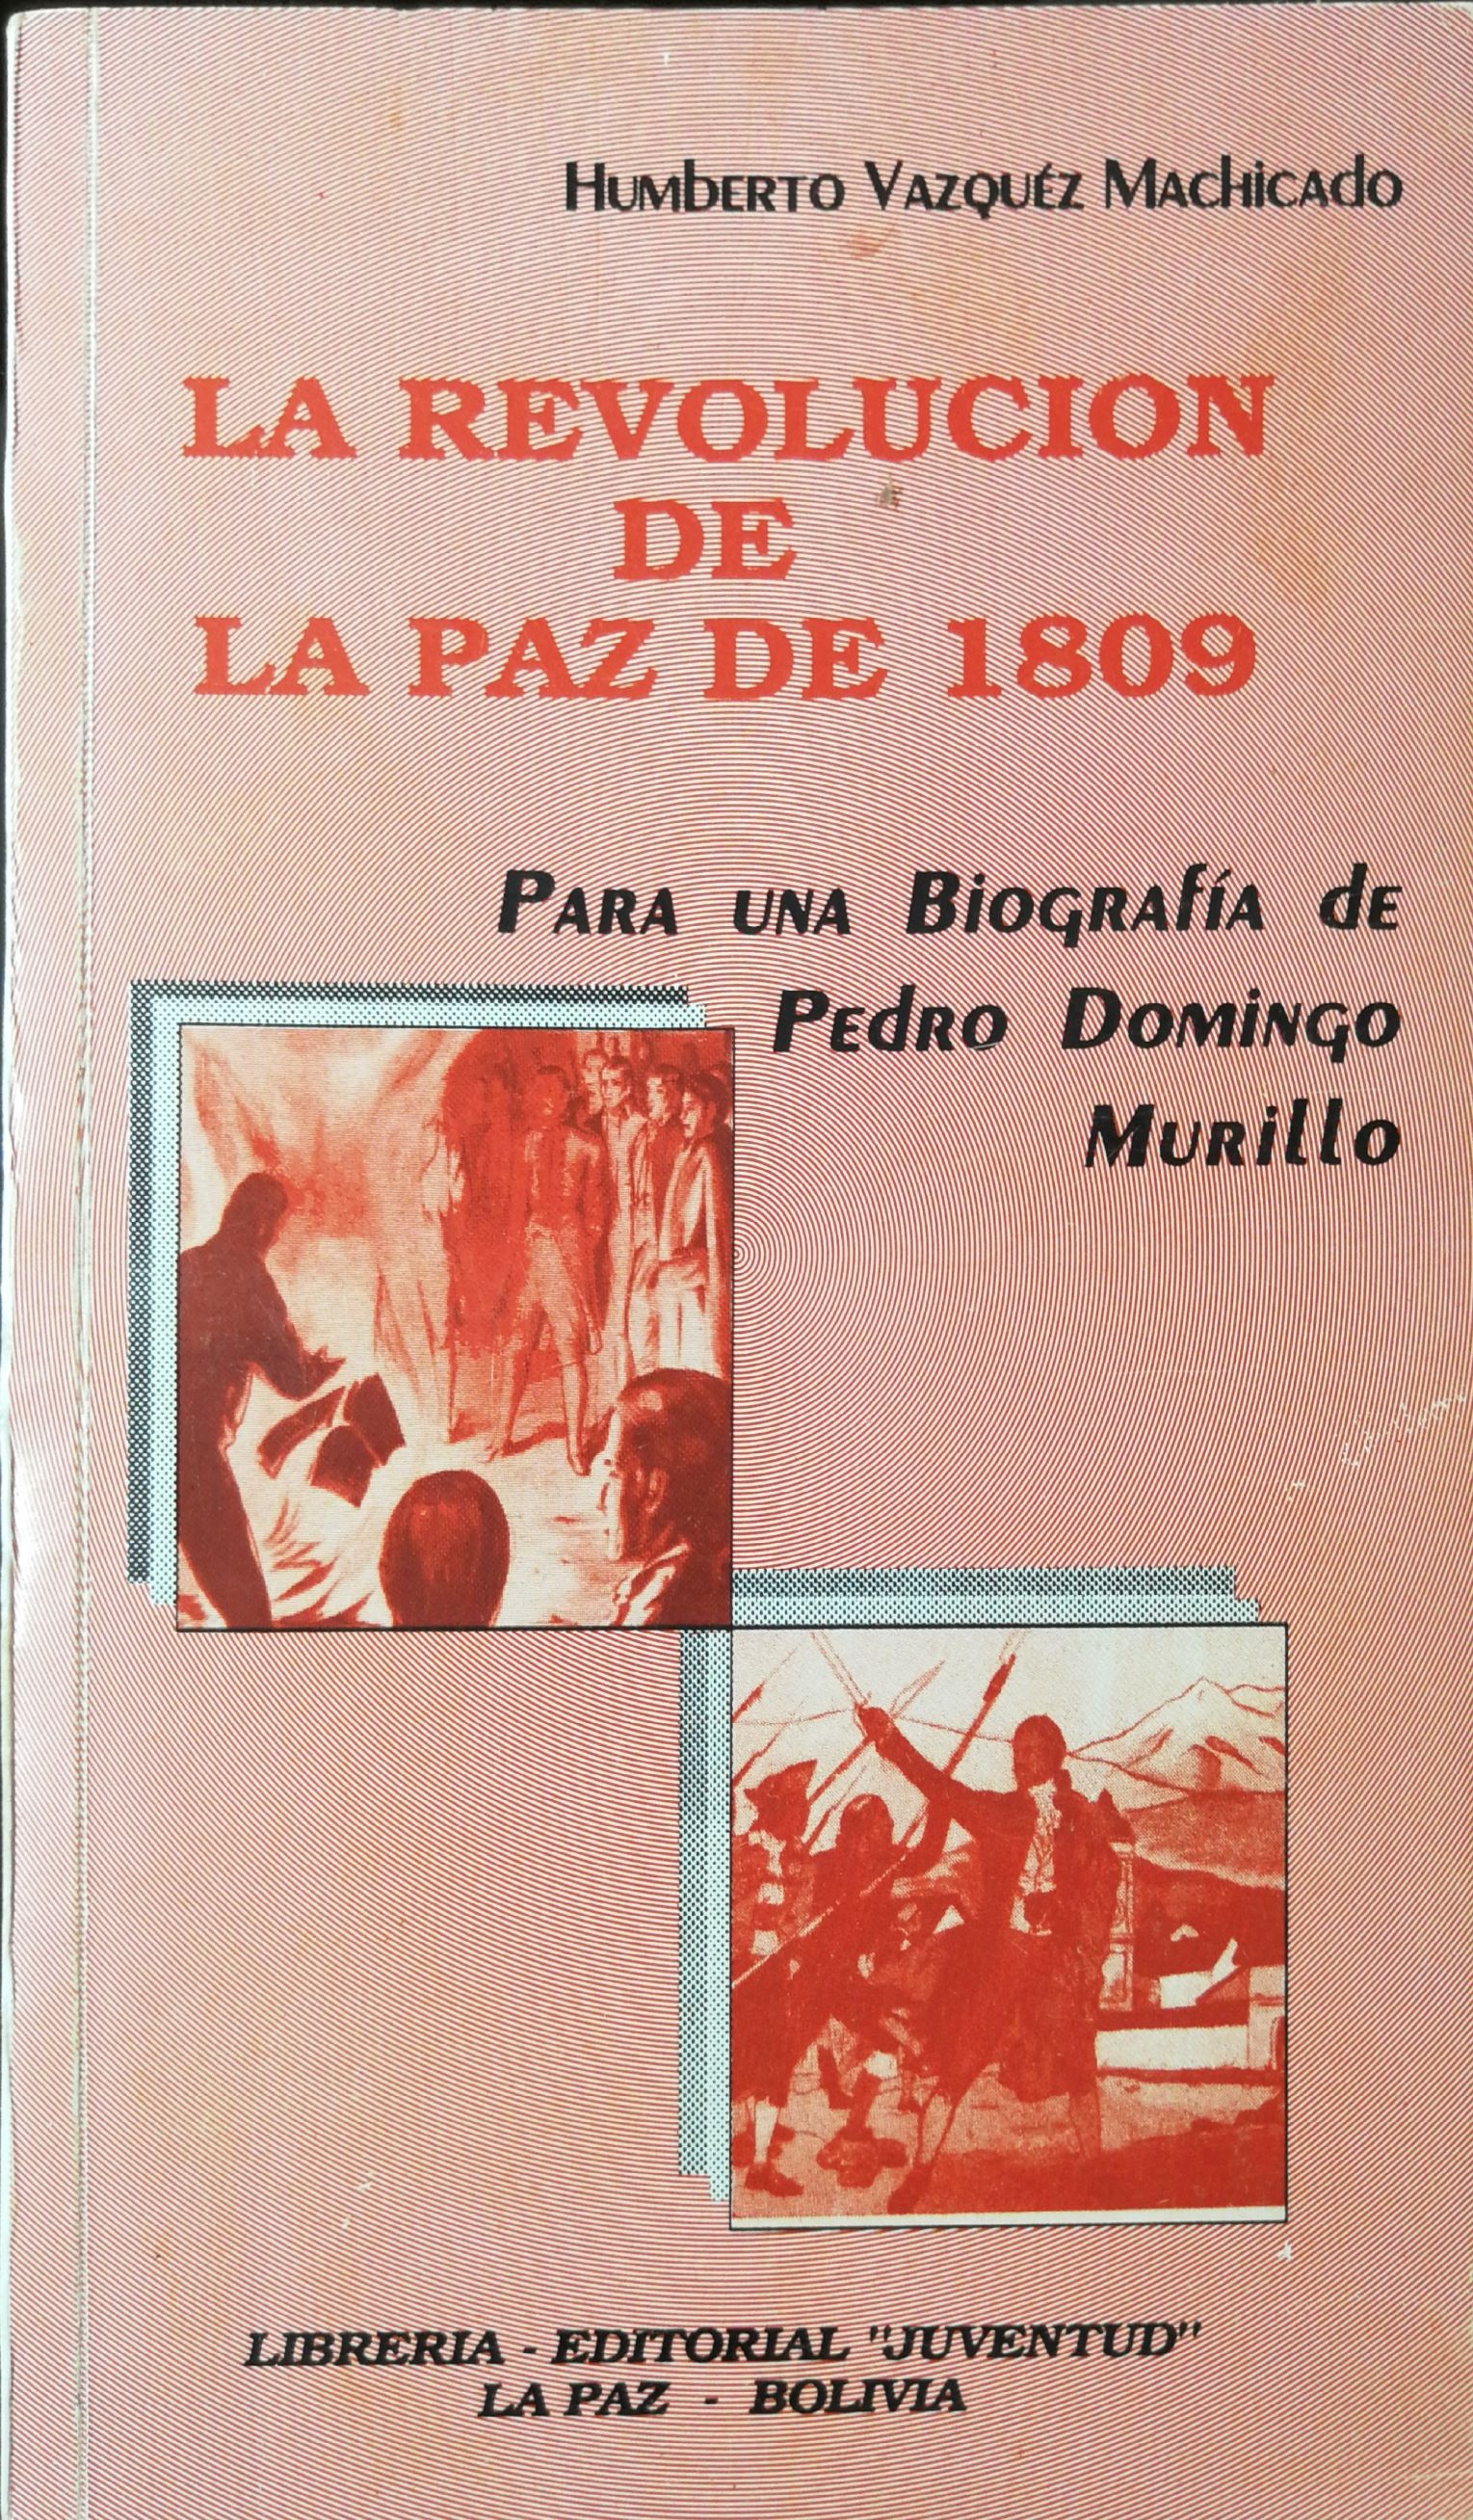 Humberto Vazquéz Machicado
LA REVOLUCION
DE
LA PAZ DE 1809
Para una Biografía de
Pedro Domingo
Murillo
LIBRERIA - EDITORIAL "JUVENTUD"
LA PAZ - BOLIVIA